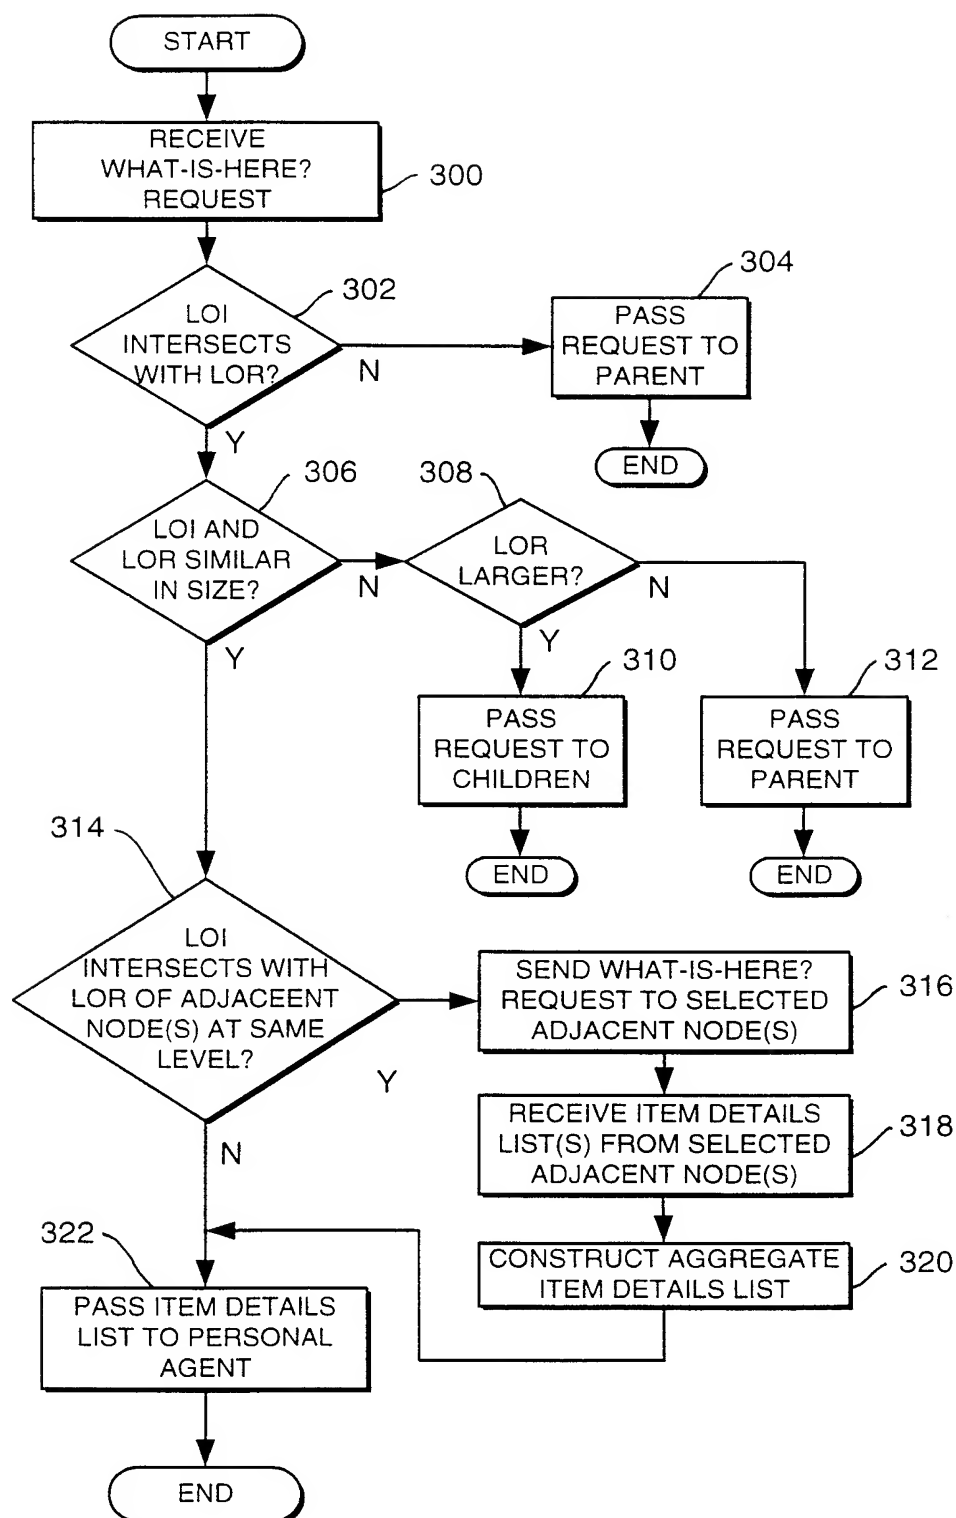 START
RECEIVE
WHAT-IS-HERE?
REQUEST
300
LOI
INTERSECTS
WITH LOR?
302
N
Y
304
PASS
REQUEST TO
PARENT
END
LOI AND
LOR SIMILAR
IN SIZE?
306
N
Y
308
LOR
LARGER?
N
Y
310
PASS
REQUEST TO
CHILDREN
END
312
PASS
REQUEST TO
PARENT
END
314
LOI
INTERSECTS WITH
LOR OF ADJACEENT
NODE(S) AT SAME
LEVEL?
Y
N
SEND WHAT-IS-HERE?
REQUEST TO SELECTED
ADJACENT NODE(S)
316
RECEIVE ITEM DETAILS
LIST(S) FROM SELECTED
ADJACENT NODE(S)
318
CONSTRUCT AGGREGATE
ITEM DETAILS LIST
320
322
PASS ITEM DETAILS
LIST TO PERSONAL
AGENT
END